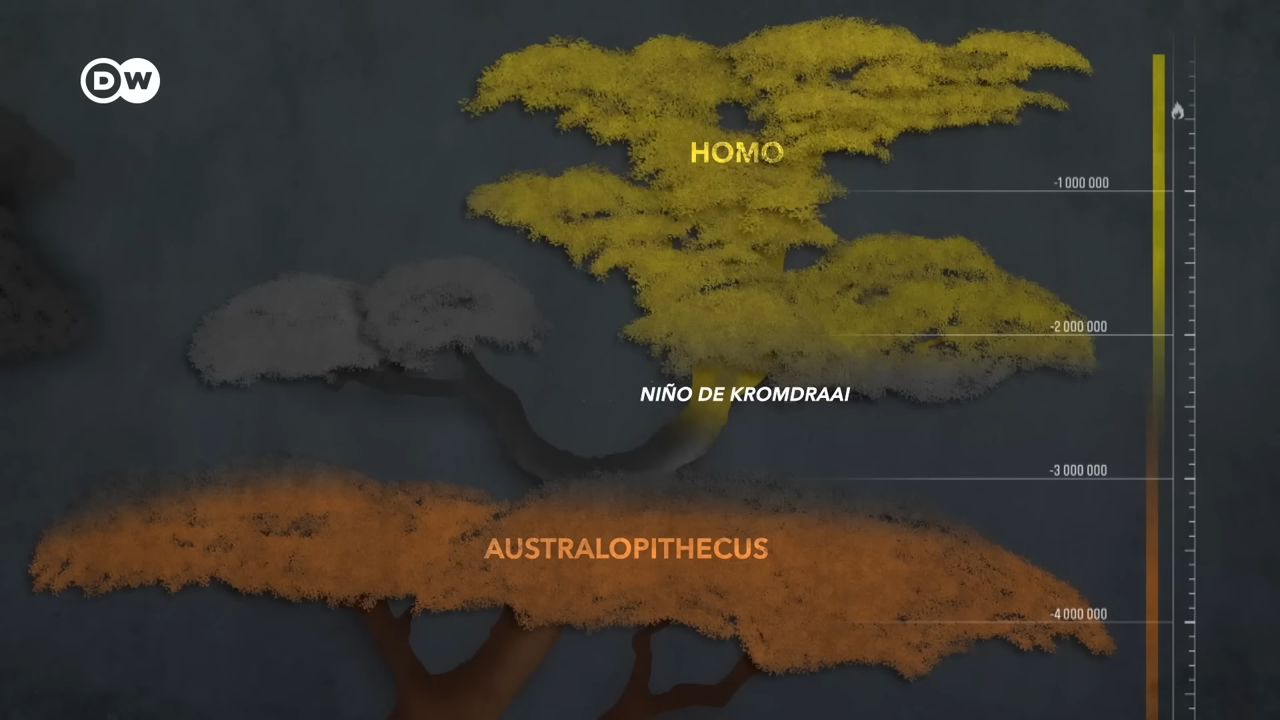 DW
HOMO
-1 000 000
-2 000 000
NIÑO DE KROMDRAAI
-3 000 000
AUSTRALOPITHECUS
-4 000 000